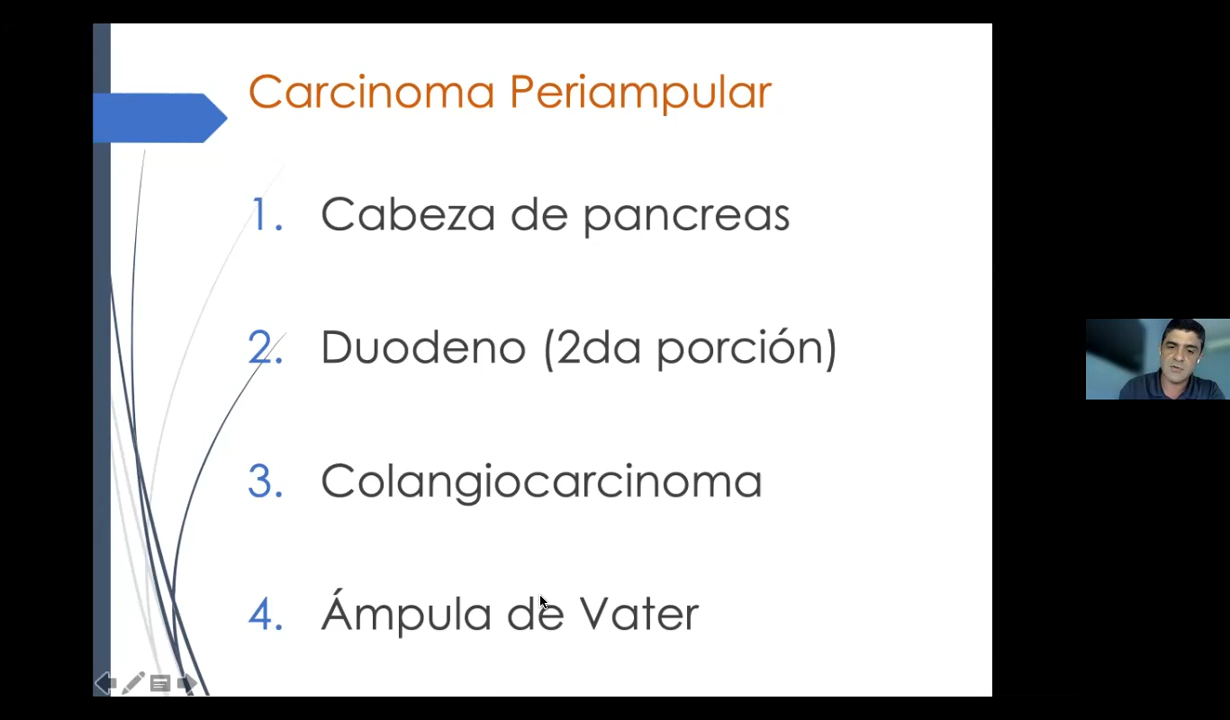 Carcinoma Periampular
1. Cabeza de pancreas
2. Duodeno (2da porción)
3. Colangiocarcinoma
4. Ámpula de Vater